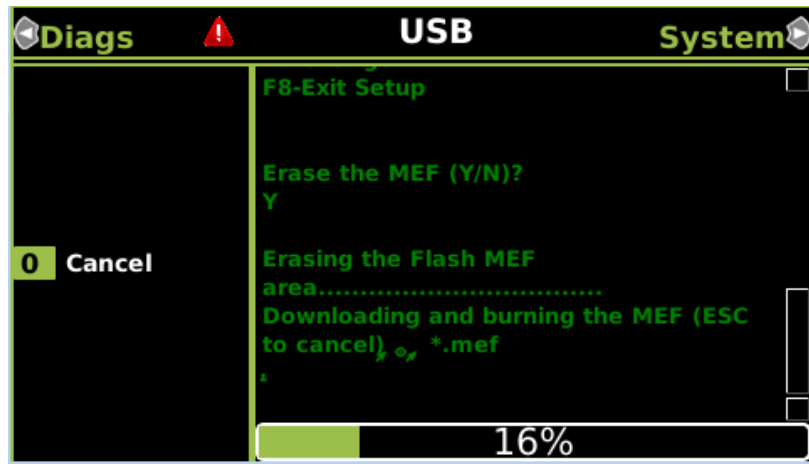 Diags
USB
System
F8-Exit Setup
Erase the MEF (Y/N)?
Y
0 Cancel
Erasing the Flash MEF
area..................................
Downloading and burning the MEF (ESC
to cancel) *.mef
16%